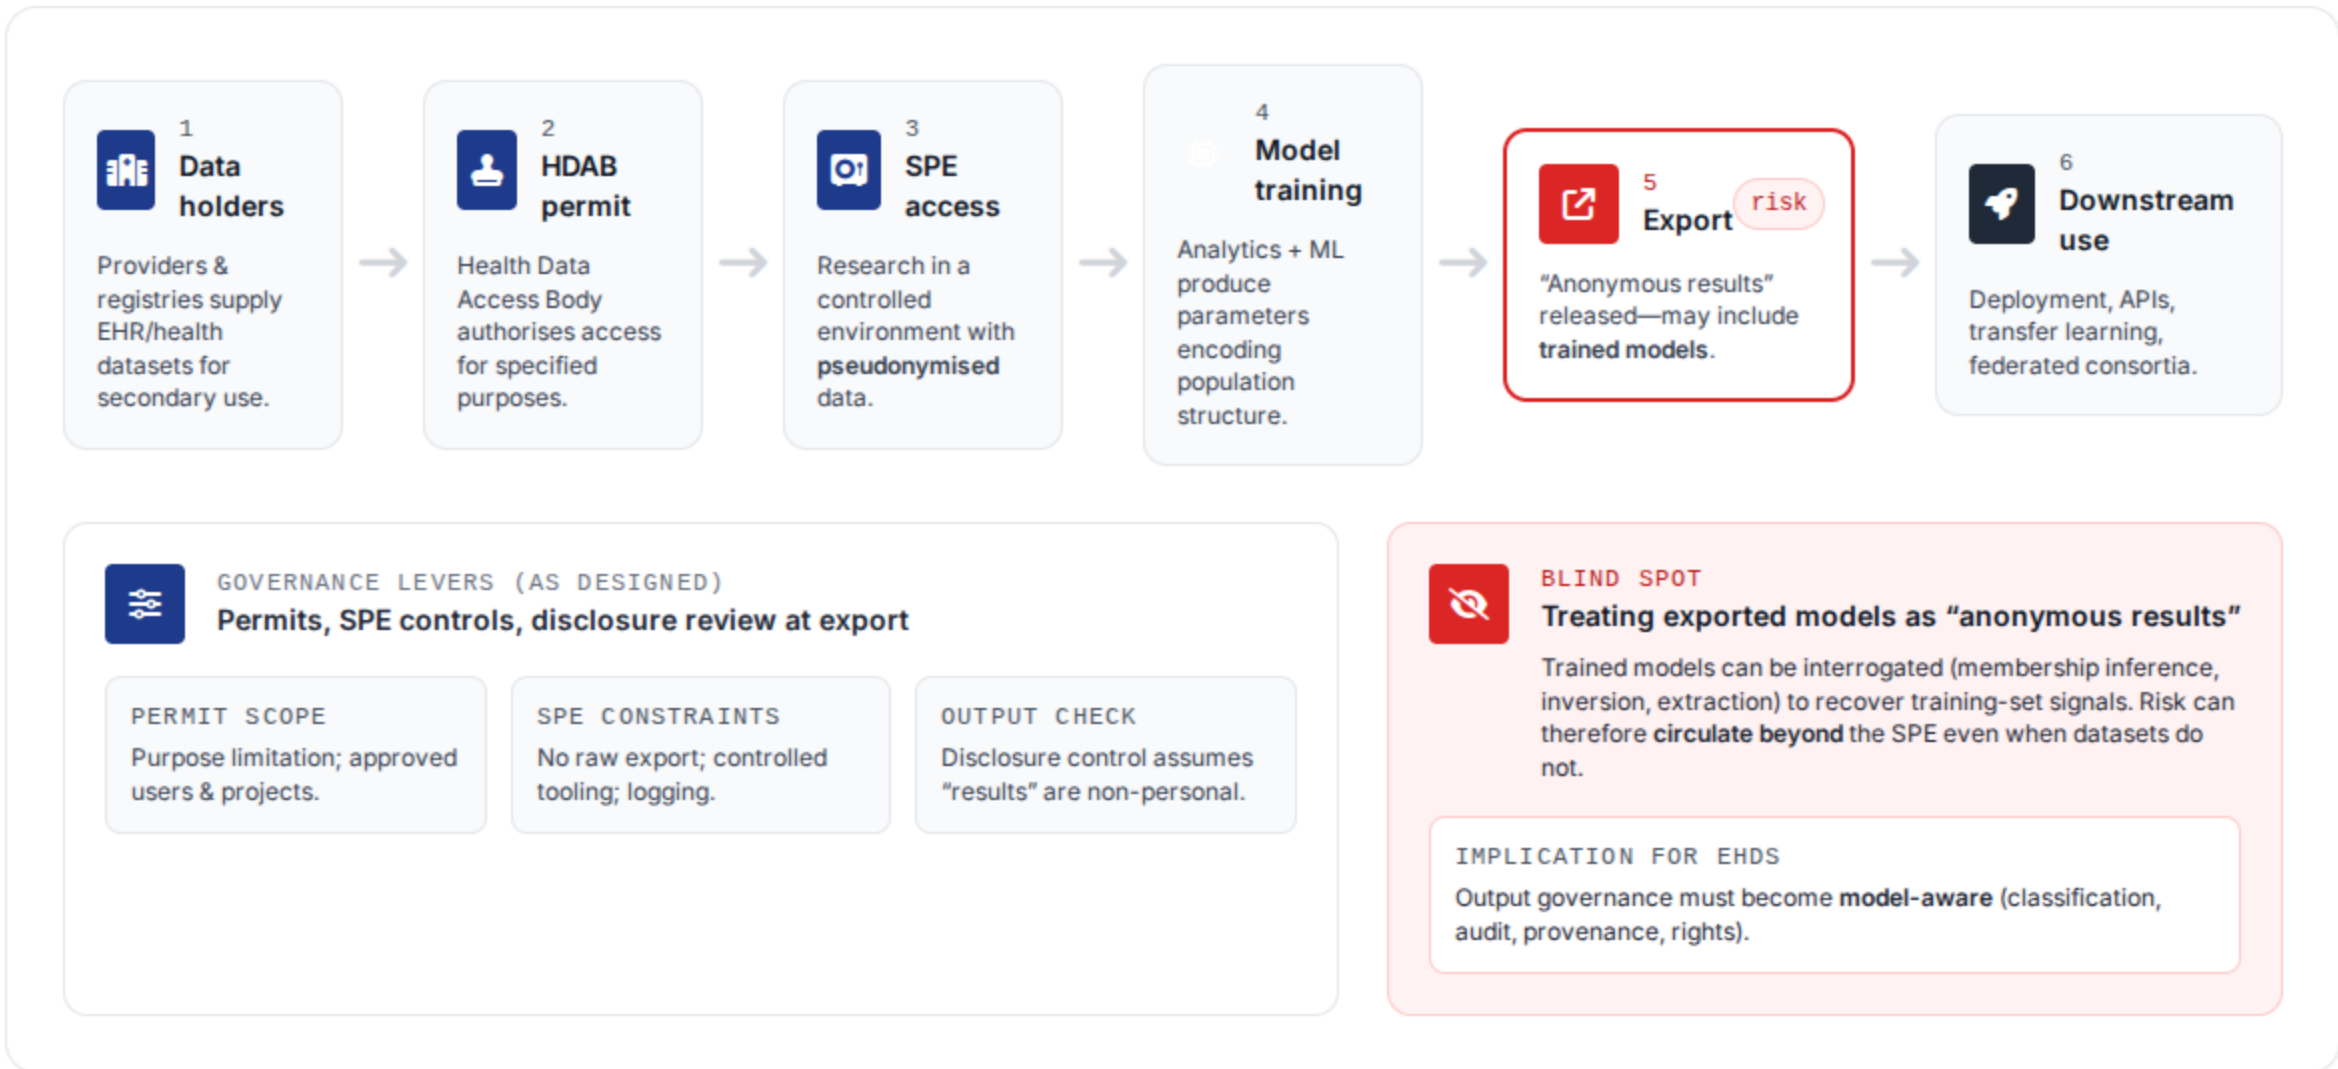 1
Data
holders
Providers &
registries supply
EHR/health
datasets for
secondary use.
2
HDAB
permit
Health Data
Access Body
authorises access
for specified
purposes.
3
SPE
access
Research in a
controlled
environment with
pseudonymised
data.
4
Model
training
Analytics + ML
produce
parameters
encoding
population
structure.
5
Export
risk
“Anonymous results”
released—may include
trained models.
6
Downstream
use
Deployment, APIs,
transfer learning,
federated consortia.
GOVERNANCE LEVERS (AS DESIGNED)
Permits, SPE controls, disclosure review at export
PERMIT SCOPE
Purpose limitation; approved
users & projects.
SPE CONSTRAINTS
No raw export; controlled
tooling; logging.
OUTPUT CHECK
Disclosure control assumes
“results” are non-personal.
BLIND SPOT
Treating exported models as “anonymous results”
Trained models can be interrogated (membership inference,
inversion, extraction) to recover training-set signals. Risk can
therefore circulate beyond the SPE even when datasets do
not.
IMPLICATION FOR EHDS
Output governance must become model-aware (classification,
audit, provenance, rights).